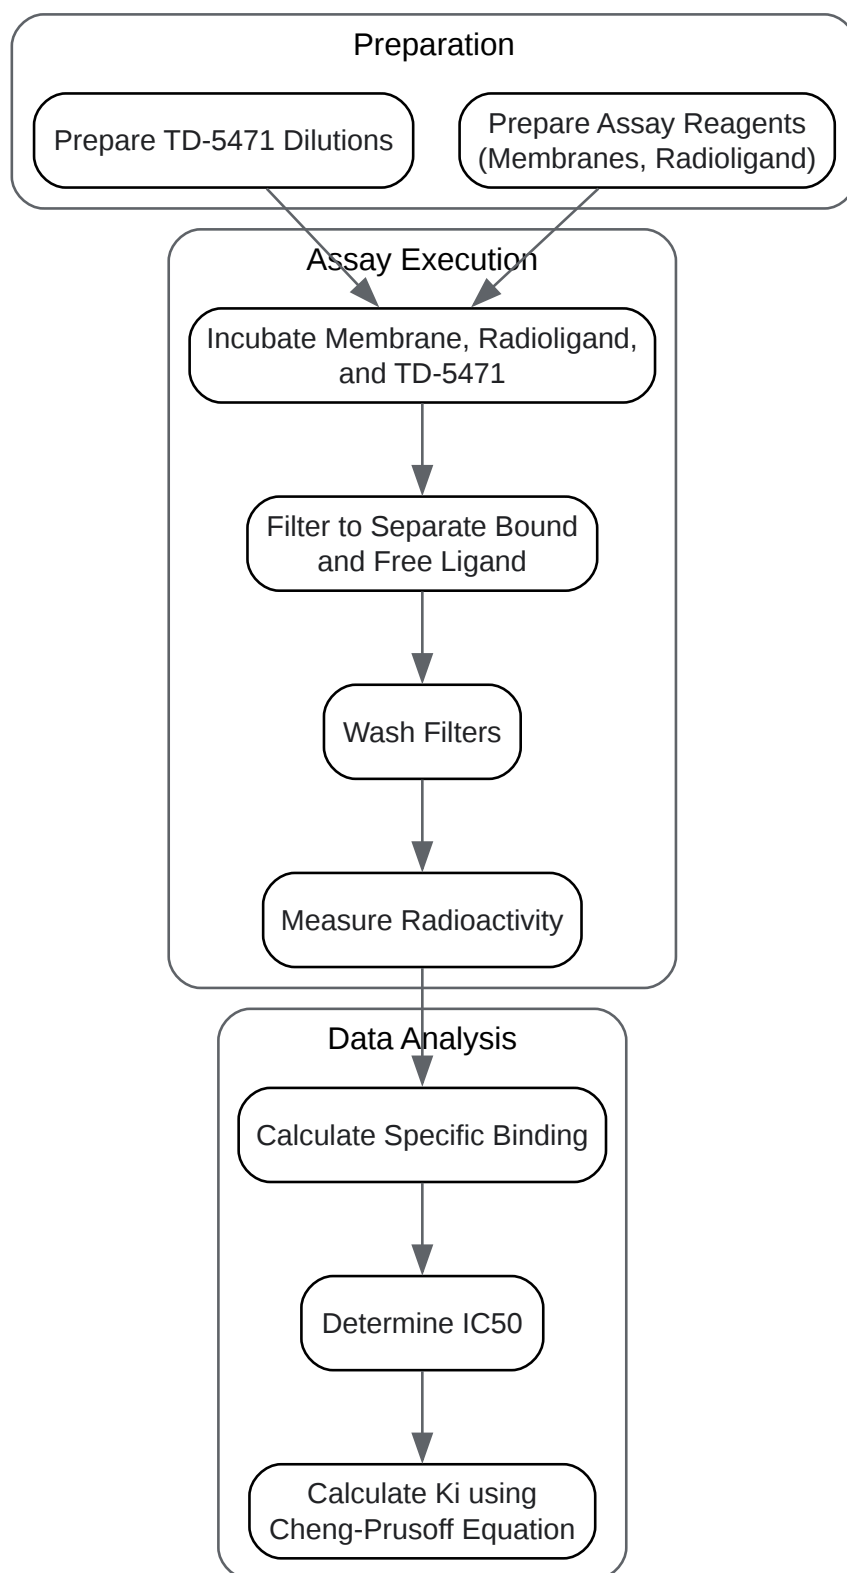 Preparation
Prepare TD-5471 Dilutions
Prepare Assay Reagents
(Membranes, Radioligand)
Assay Execution
Incubate Membrane, Radioligand,
and TD-5471
Filter to Separate Bound
and Free Ligand
Wash Filters
Measure Radioactivity
Data Analysis
Calculate Specific Binding
Determine IC50
Calculate Ki using
Cheng-Prusoff Equation